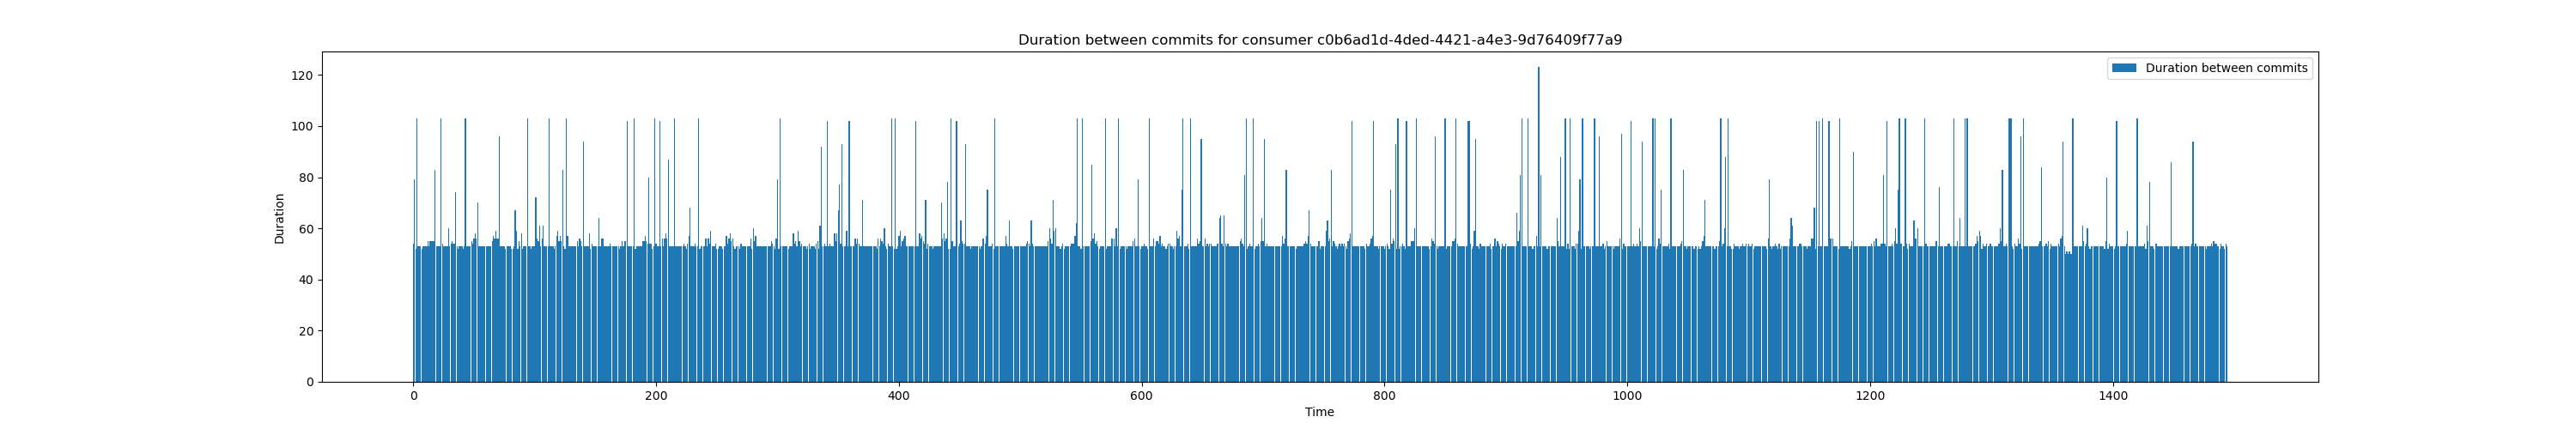 Duration between commits for consumer c0b6ad1d-4ded-4421-a4e3-9d76409f77a9
Duration between commits
120
100
80
60
40
20
0
Duration
0 200 400 600 800 1000 1200 1400
Time